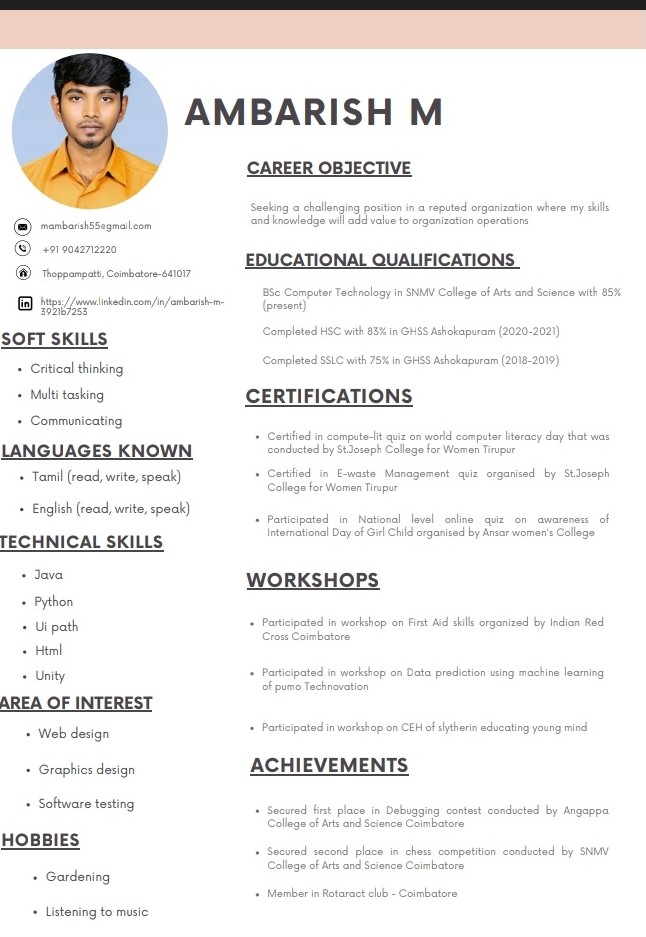 AMBARISH M
mambarish55@gmail.com
+91 9042712220
Thoppampatti, Coimbatore-641017
https://www.linkedin.com/in/ambarish-m-
3921b7253
SOFT SKILLS
• Critical thinking
• Multi tasking
• Communicating
LANGUAGES KNOWN
• Tamil (read, write, speak)
• English (read, write, speak)
TECHNICAL SKILLS
• Java
• Python
• Ui path
• Html
• Unity
AREA OF INTEREST
• Web design
• Graphics design
• Software testing
HOBBIES
• Gardening
• Listening to music
CAREER OBJECTIVE
Seeking a challenging position in a reputed organization where my skills
and knowledge will add value to organization operations
EDUCATIONAL QUALIFICATIONS
BSc Computer Technology in SNMV College of Arts and Science with 85%
(present)
Completed HSC with 83% in GHSS Ashokapuram (2020-2021)
Completed SSLC with 75% in GHSS Ashokapuram (2018-2019)
CERTIFICATIONS
• Certified in compute-lit quiz on world computer literacy day that was
conducted by St.Joseph College for Women Tirupur
• Certified in E-waste Management quiz organised by St.Joseph
College for Women Tirupur
• Participated in National level online quiz on awareness of
International Day of Girl Child organised by Ansar women's College
WORKSHOPS
• Participated in workshop on First Aid skills organized by Indian Red
Cross Coimbatore
• Participated in workshop on Data prediction using machine learning
of pumo Technovation
• Participated in workshop on CEH of slytherin educating young mind
ACHIEVEMENTS
• Secured first place in Debugging contest conducted by Angappa
College of Arts and Science Coimbatore
• Secured second place in chess competition conducted by SNMV
College of Arts and Science Coimbatore
• Member in Rotaract club - Coimbatore